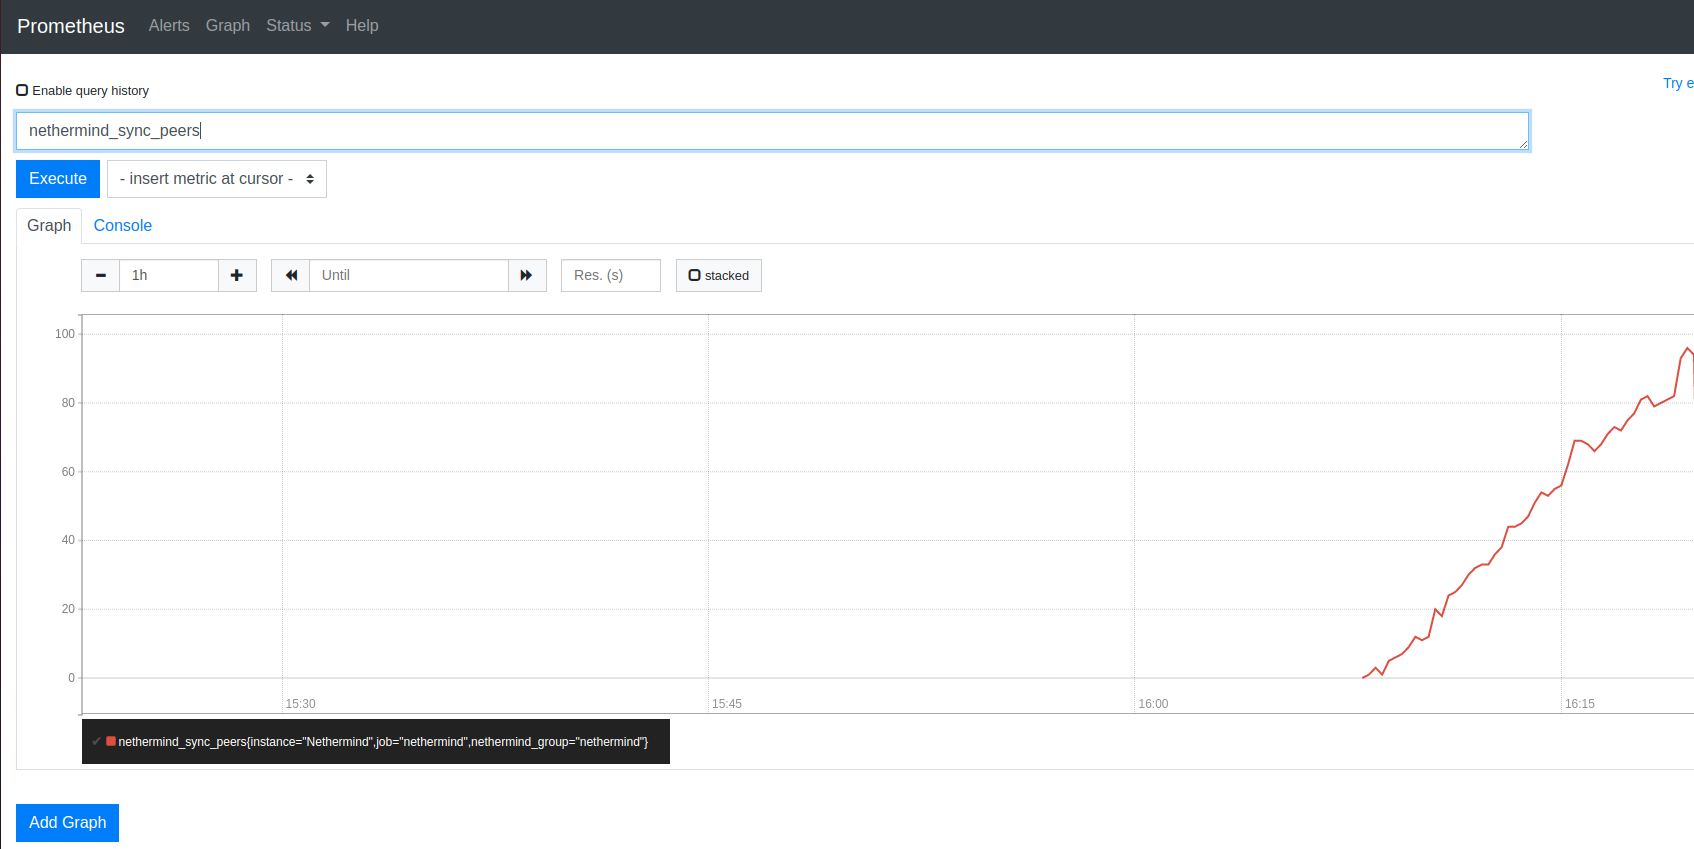 Prometheus Alerts Graph Status Help
Enable query history
Try e
nethermind_sync_peers
Execute - insert metric at cursor -
Graph Console
1h Until Res. (s) stacked
100
80
60
40
20
0
15:30 15:45 16:00 16:15
nethermind_sync_peers{instance="Nethermind",job="nethermind",nethermind_group="nethermind"}
Add Graph